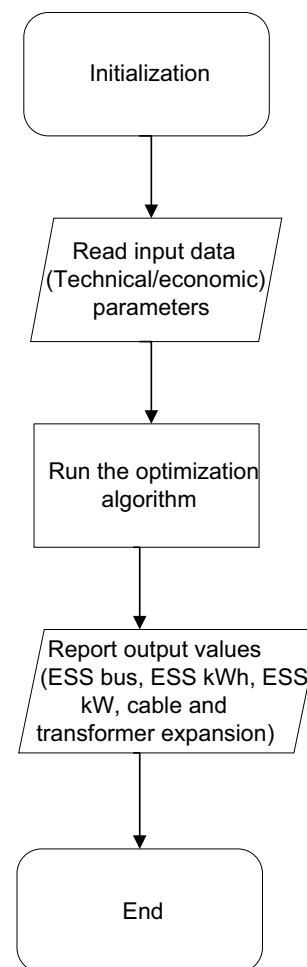 Initialization
Read input data
(Technical/economic)
parameters
Run the optimization
algorithm
Report output values
(ESS bus, ESS kWh, ESS
kW, cable and
transformer expansion)
End